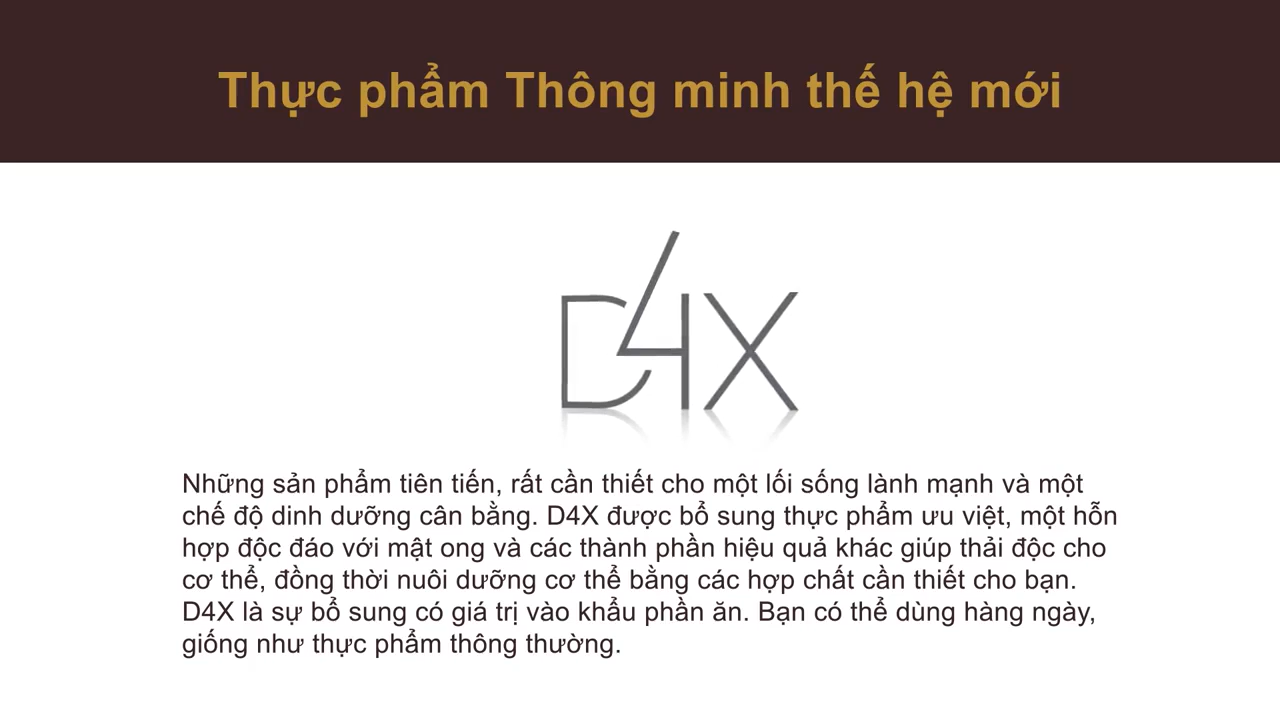 Thực phẩm Thông minh thế hệ mới
D4X
Những sản phẩm tiên tiến, rất cần thiết cho một lối sống lành mạnh và một
chế độ dinh dưỡng cân bằng. D4X được bổ sung thực phẩm ưu việt, một hỗn
hợp độc đáo với mật ong và các thành phần hiệu quả khác giúp thải độc cho
cơ thể, đồng thời nuôi dưỡng cơ thể bằng các hợp chất cần thiết cho bạn.
D4X là sự bổ sung có giá trị vào khẩu phần ăn. Bạn có thể dùng hàng ngày,
giống như thực phẩm thông thường.